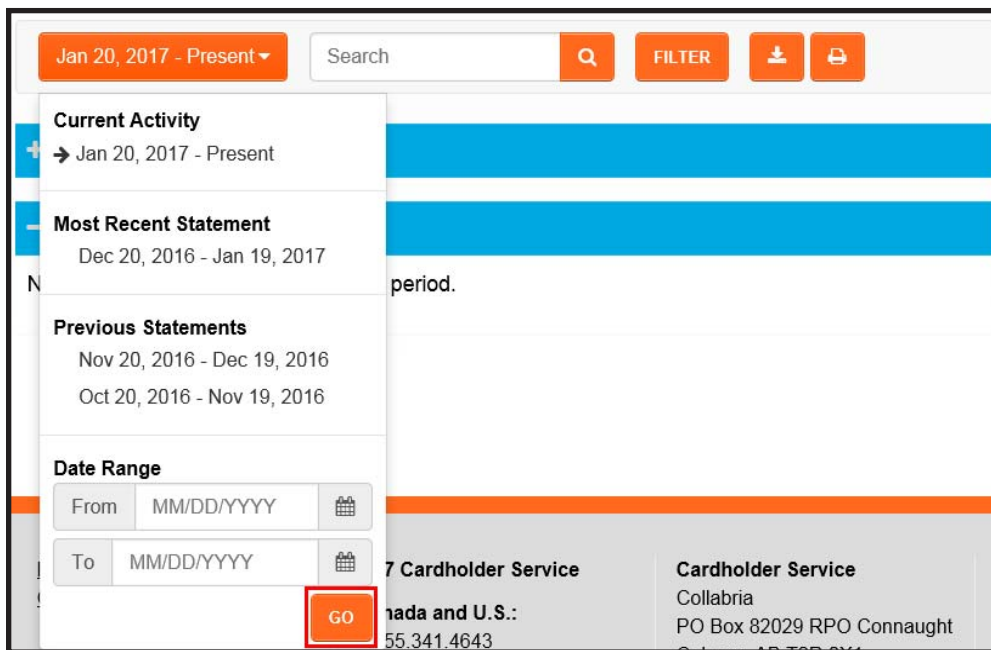 Jan 20, 2017 - Present
Search
FILTER
Current Activity
Jan 20, 2017 - Present
Most Recent Statement
Dec 20, 2016 - Jan 19, 2017
period.
Previous Statements
Nov 20, 2016 - Dec 19, 2016
Oct 20, 2016 - Nov 19, 2016
Date Range
From MM/DD/YYYY
To MM/DD/YYYY
GO
7 Cardholder Service
nada and U.S.:
55.341.4643
Cardholder Service
Collabria
PO Box 82029 RPO Connaught